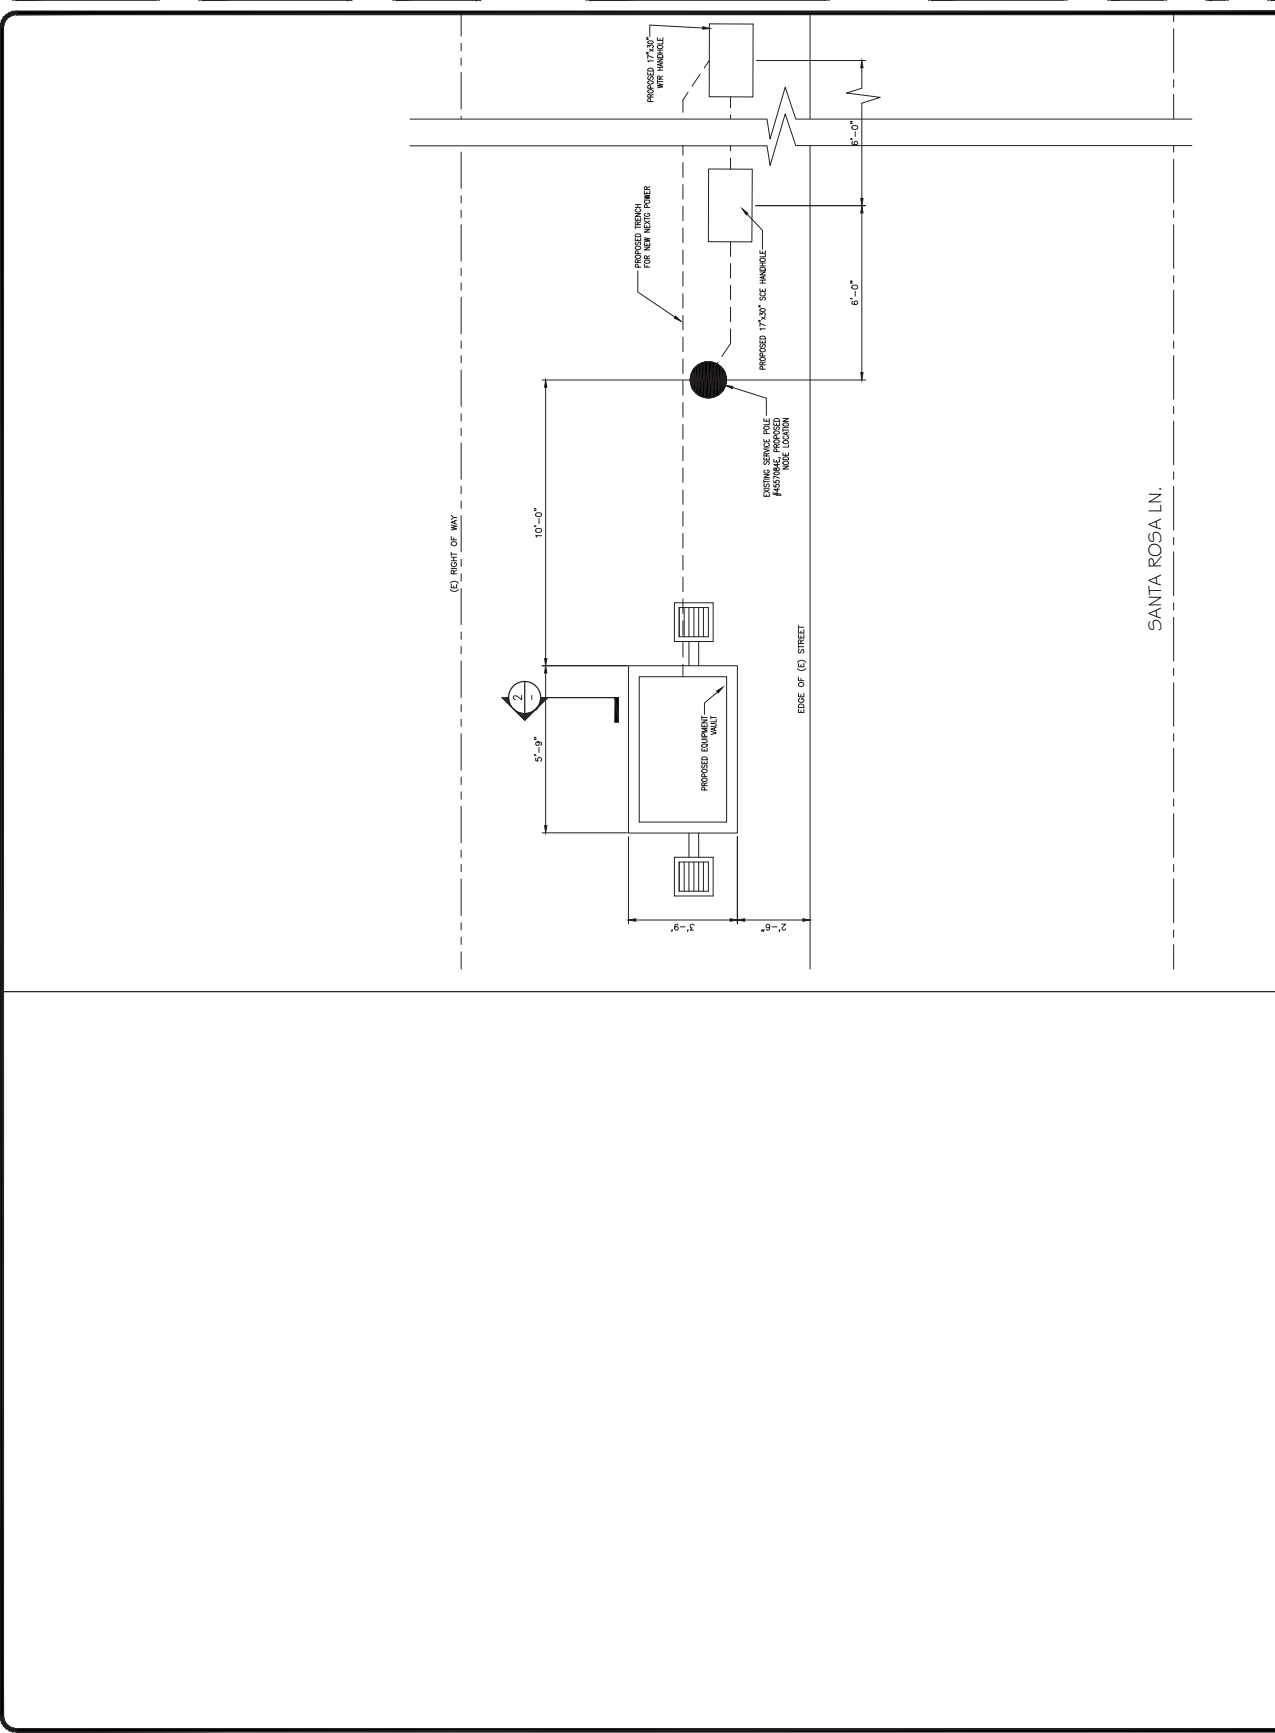 PROPOSED 17"x30"
WTR HANDHOLE
6'-0"
PROPOSED TRENCH
FOR NEW NEXTG POWER
PROPOSED 17"x30" SCE HANDHOLE
6'-0"
EXISTING SERVICE POLE
#4557084E, PROPOSED
NODE LOCATION
10'-0"
(E) RIGHT OF WAY
SANTA ROSA LN.
EDGE OF (E) STREET
2
-
5'-9"
PROPOSED EQUIPMENT
VAULT
3'-9"
2'-6"